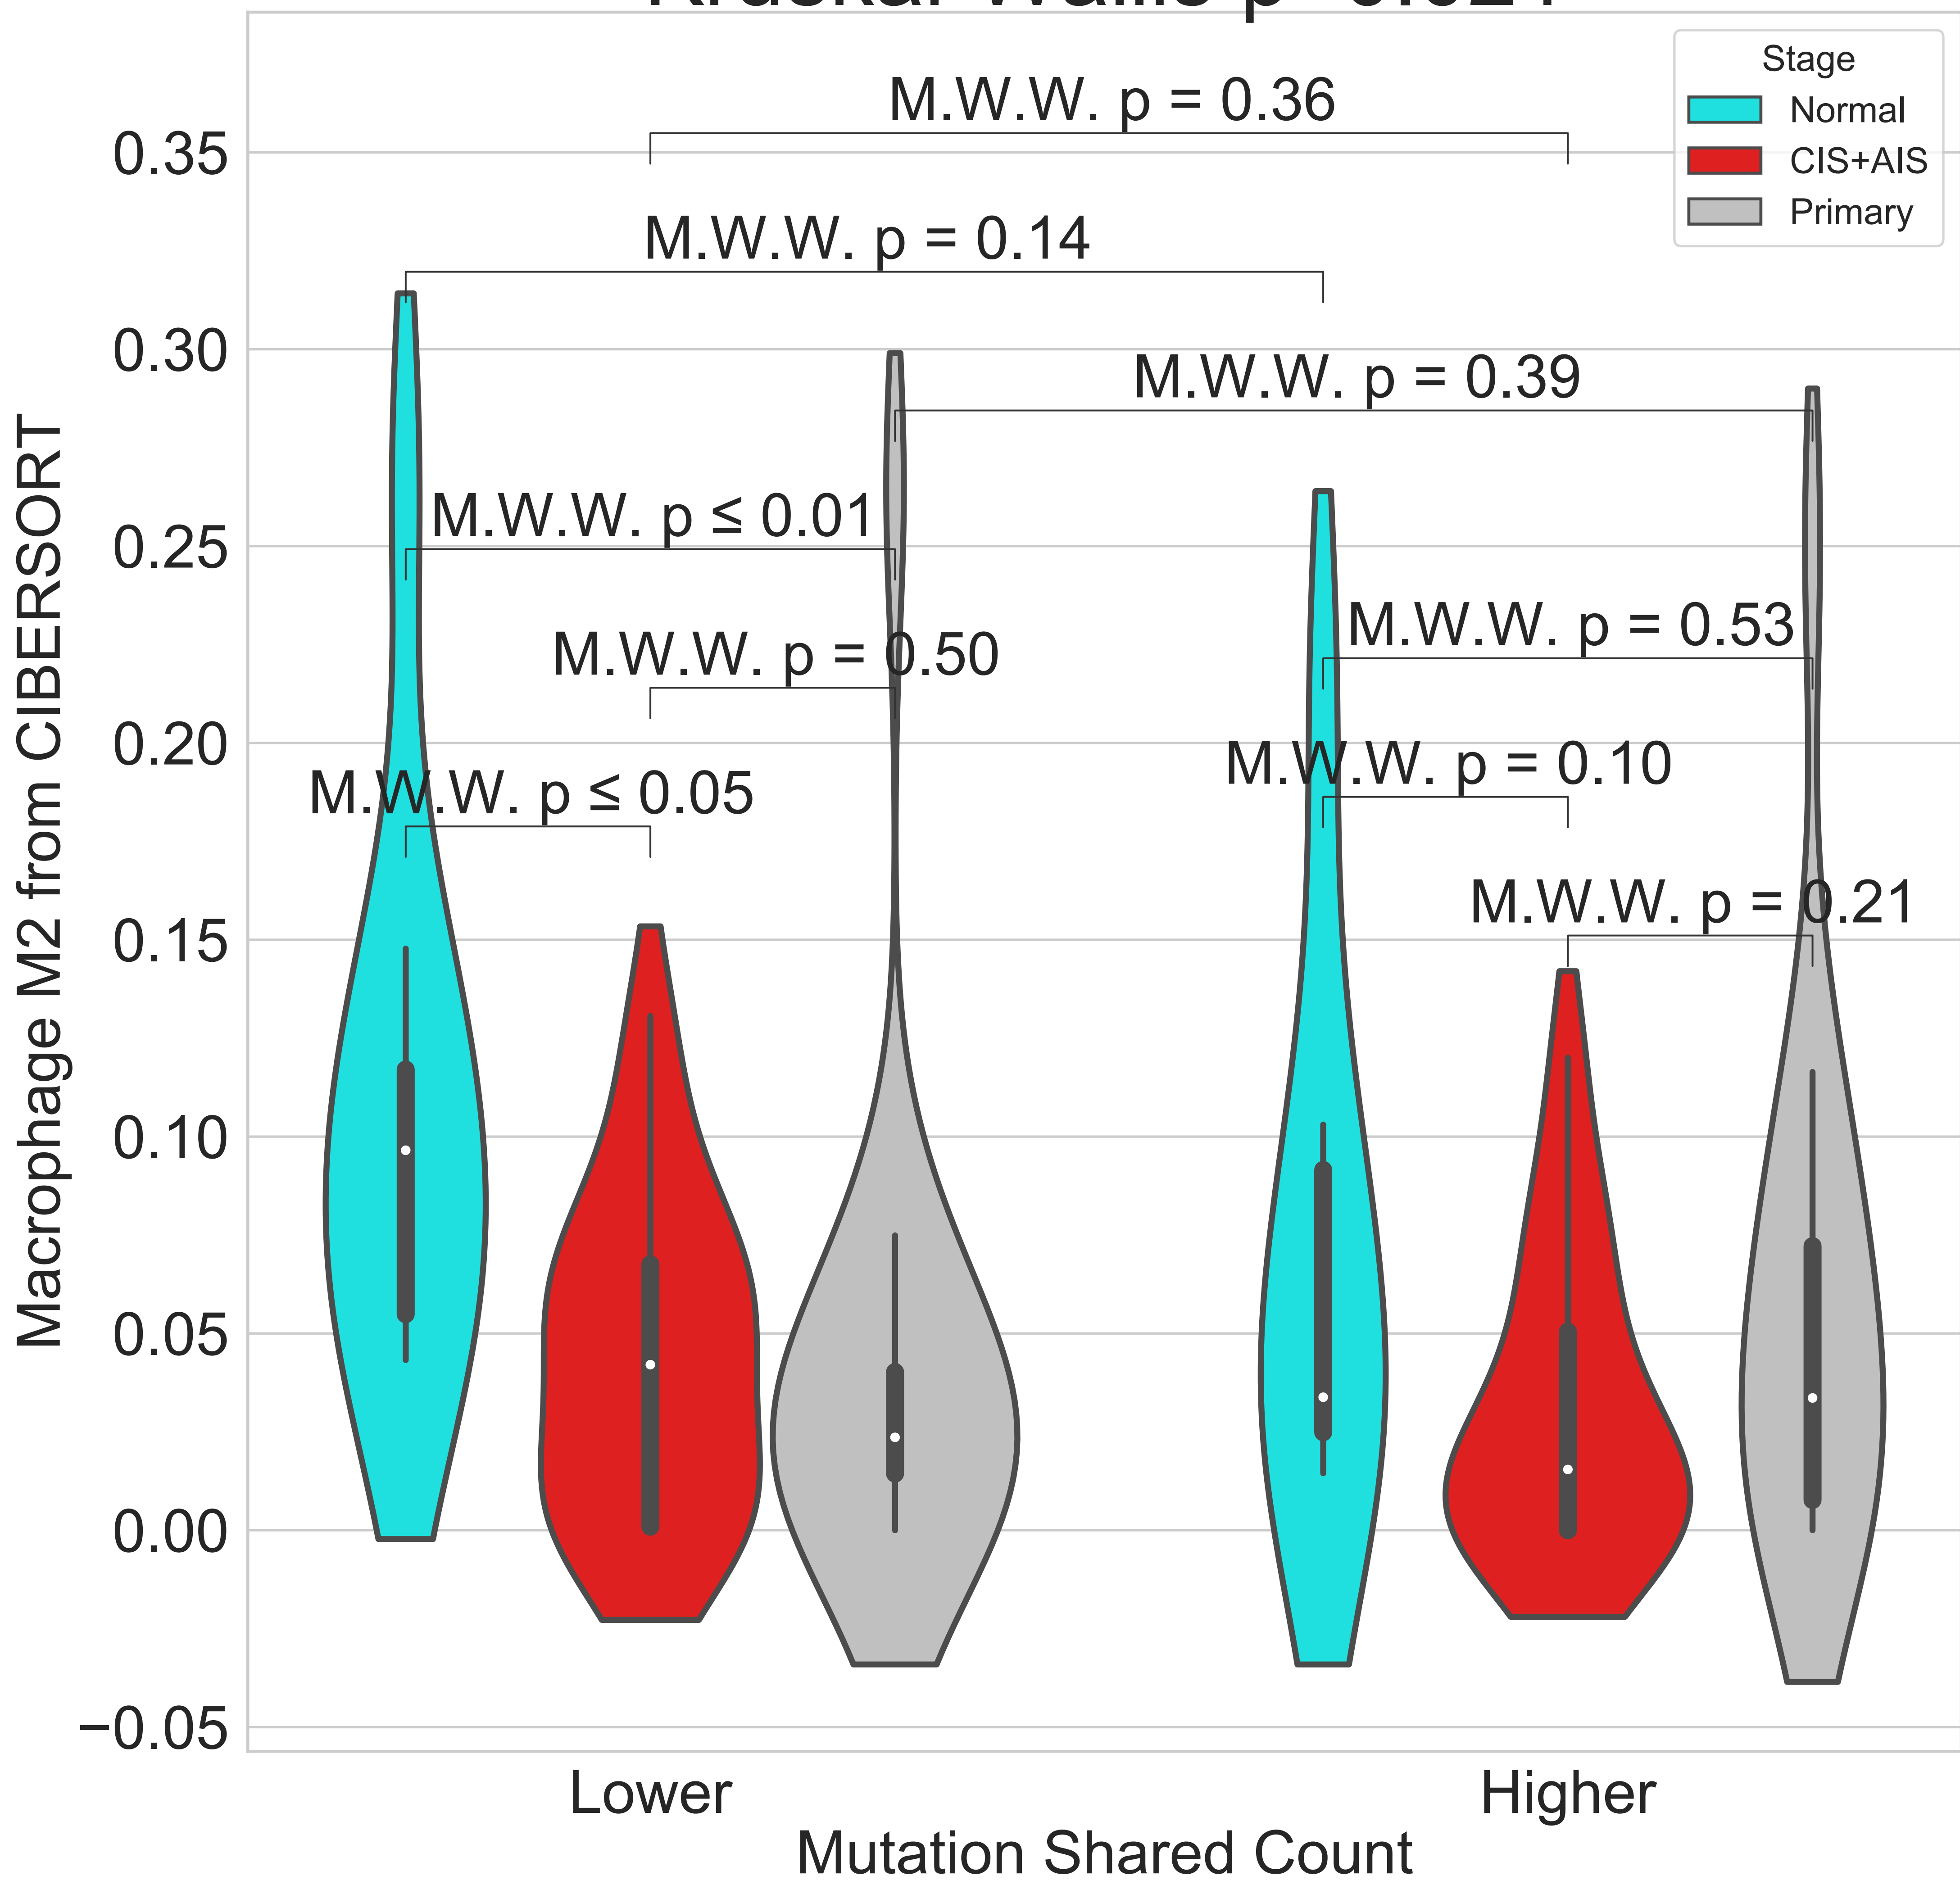 Stage
Normal
CIS+AIS
Primary
M.W.W. p = 0.36
M.W.W. p = 0.14
M.W.W. p = 0.39
M.W.W. p ≤ 0.01
M.W.W. p = 0.50
M.W.W. p ≤ 0.05
M.W.W. p = 0.53
M.W.W. p = 0.10
M.W.W. p = 0.21
Macrophage M2 from CIBERSORT
0.35
0.30
0.25
0.20
0.15
0.10
0.05
0.00
−0.05
Lower
Higher
Mutation Shared Count